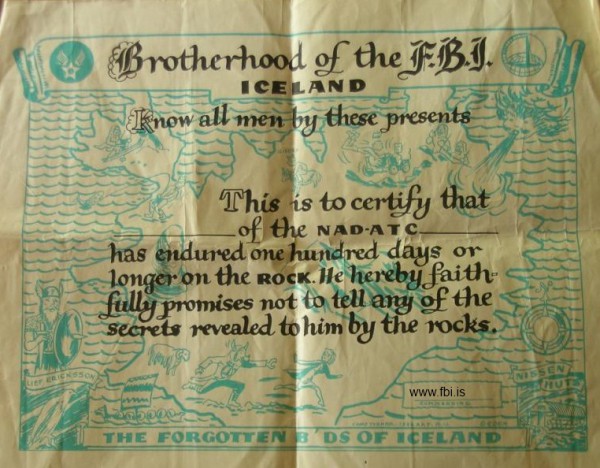 Brotherhood of the F.B.I.
ICELAND
Know all men by these presents
This is to certify that
of the NAD-ATC
has endured one hundred days or
longer on the ROCK. He hereby faith-
fully promises not to tell any of the
secrets revealed to him by the rocks.
www.fbi.is
LIEF ERICKSSON
NISSEN
HUT
THE FORGOTTEN B DS OF ICELAND